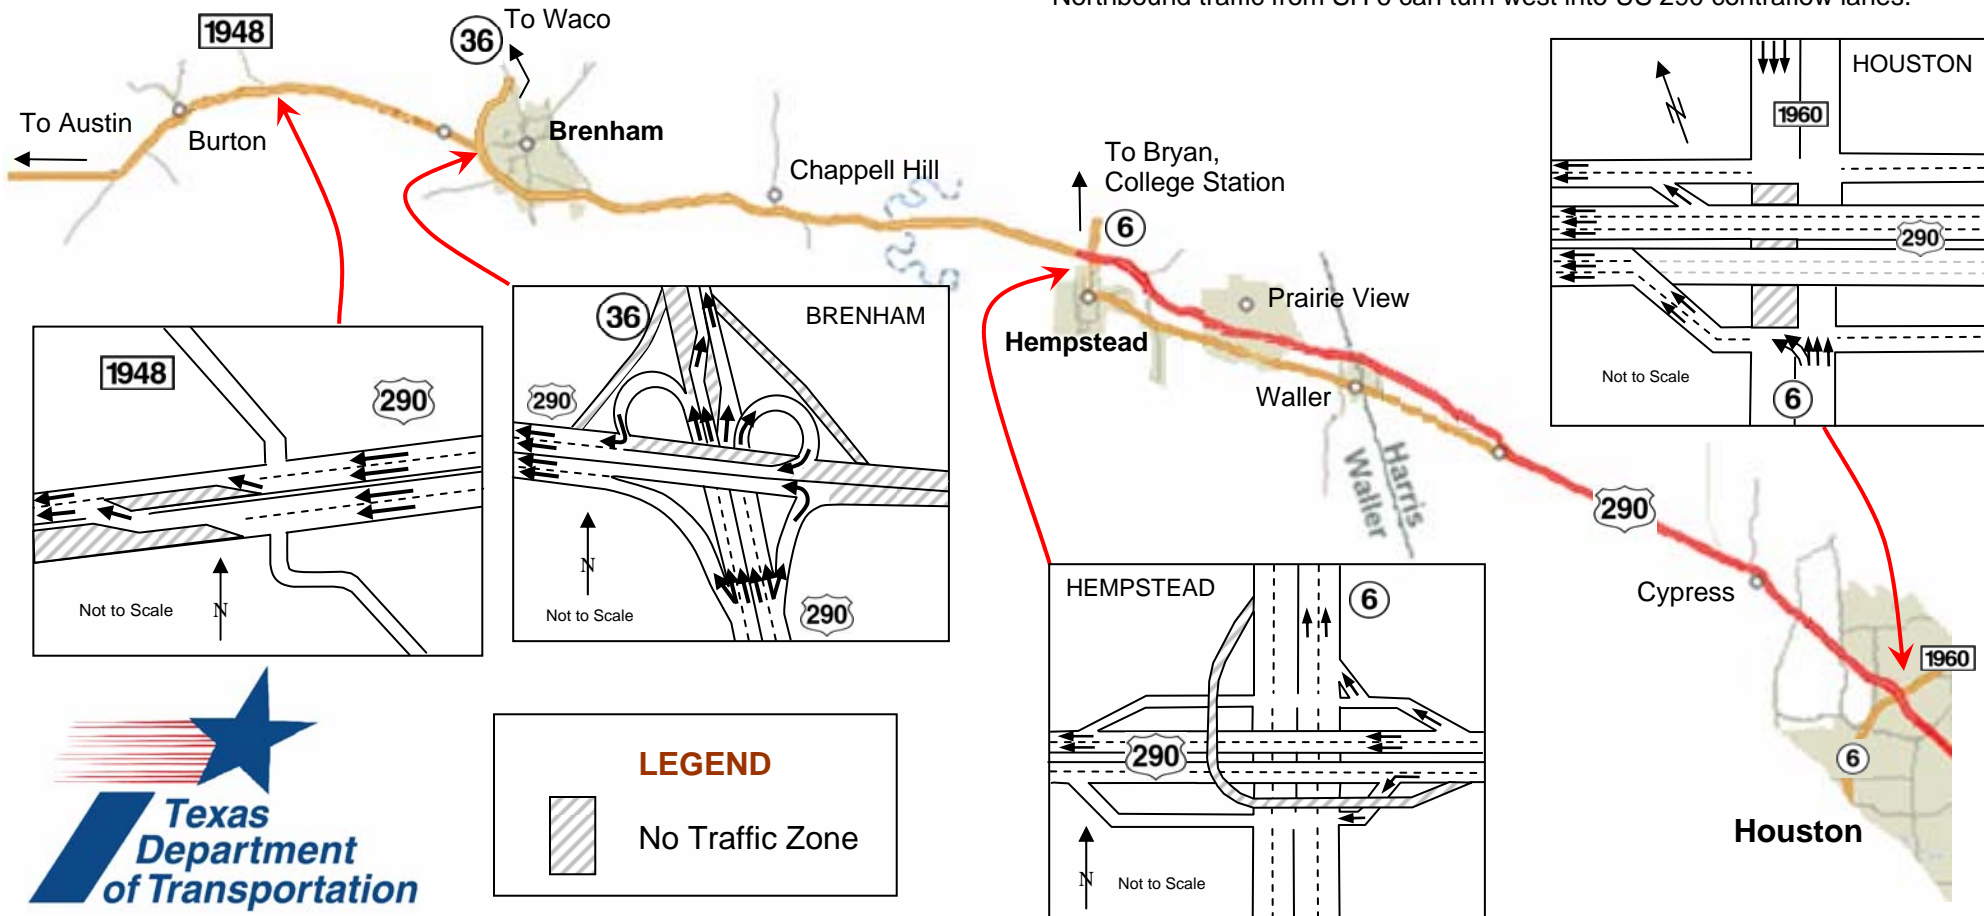 Northbound traffic from SH 6 can turn west into US 290 contraflow lanes.
1948
36
To Waco
To Austin
Burton
Brenham
Chappell Hill
To Bryan,
College Station
6
Prairie View
Hempstead
Waller
Harris
Waller
290
Cypress
1960
6
Houston
HOUSTON
1960
290
Not to Scale
6
1948
290
Not to Scale
N
36
BRENHAM
290
N
Not to Scale
290
HEMPSTEAD
6
290
N
Not to Scale
Texas
Department
of Transportation
LEGEND
No Traffic Zone